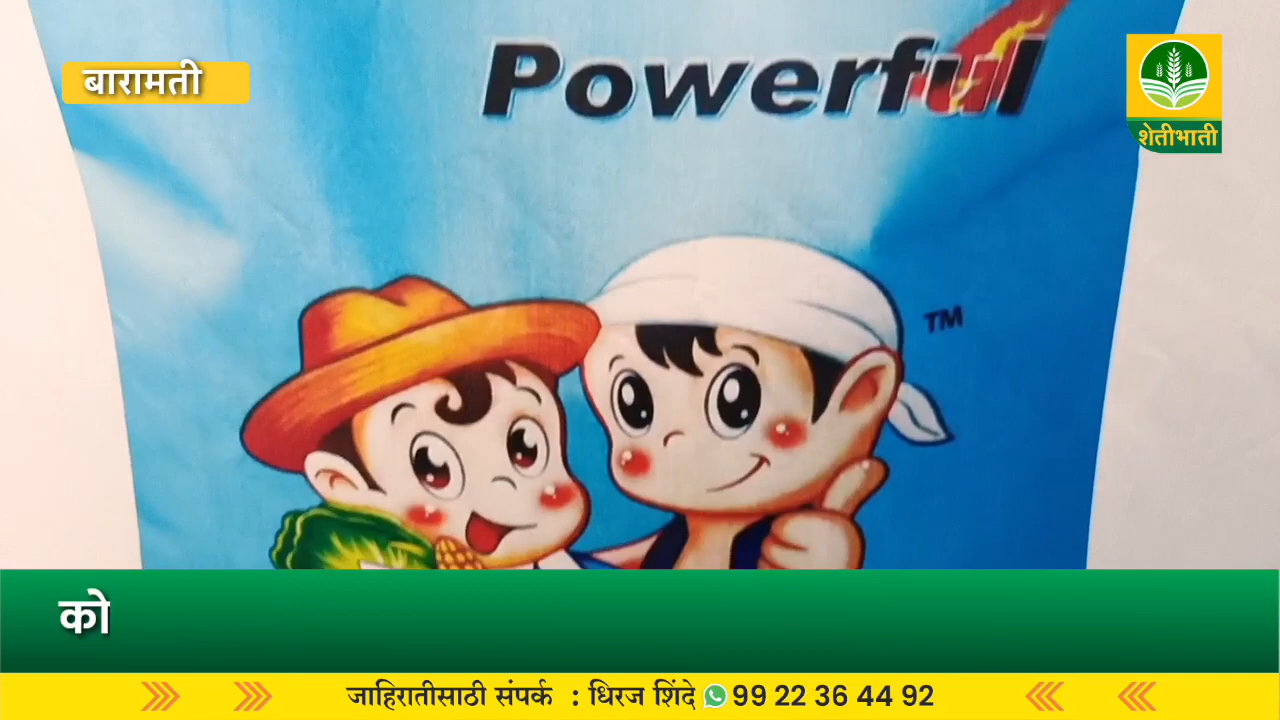 Powerful
बारामती
शेतीभाती
TM
को
जाहिरातीसाठी संपर्क : धिरज शिंदे 99 22 36 44 92